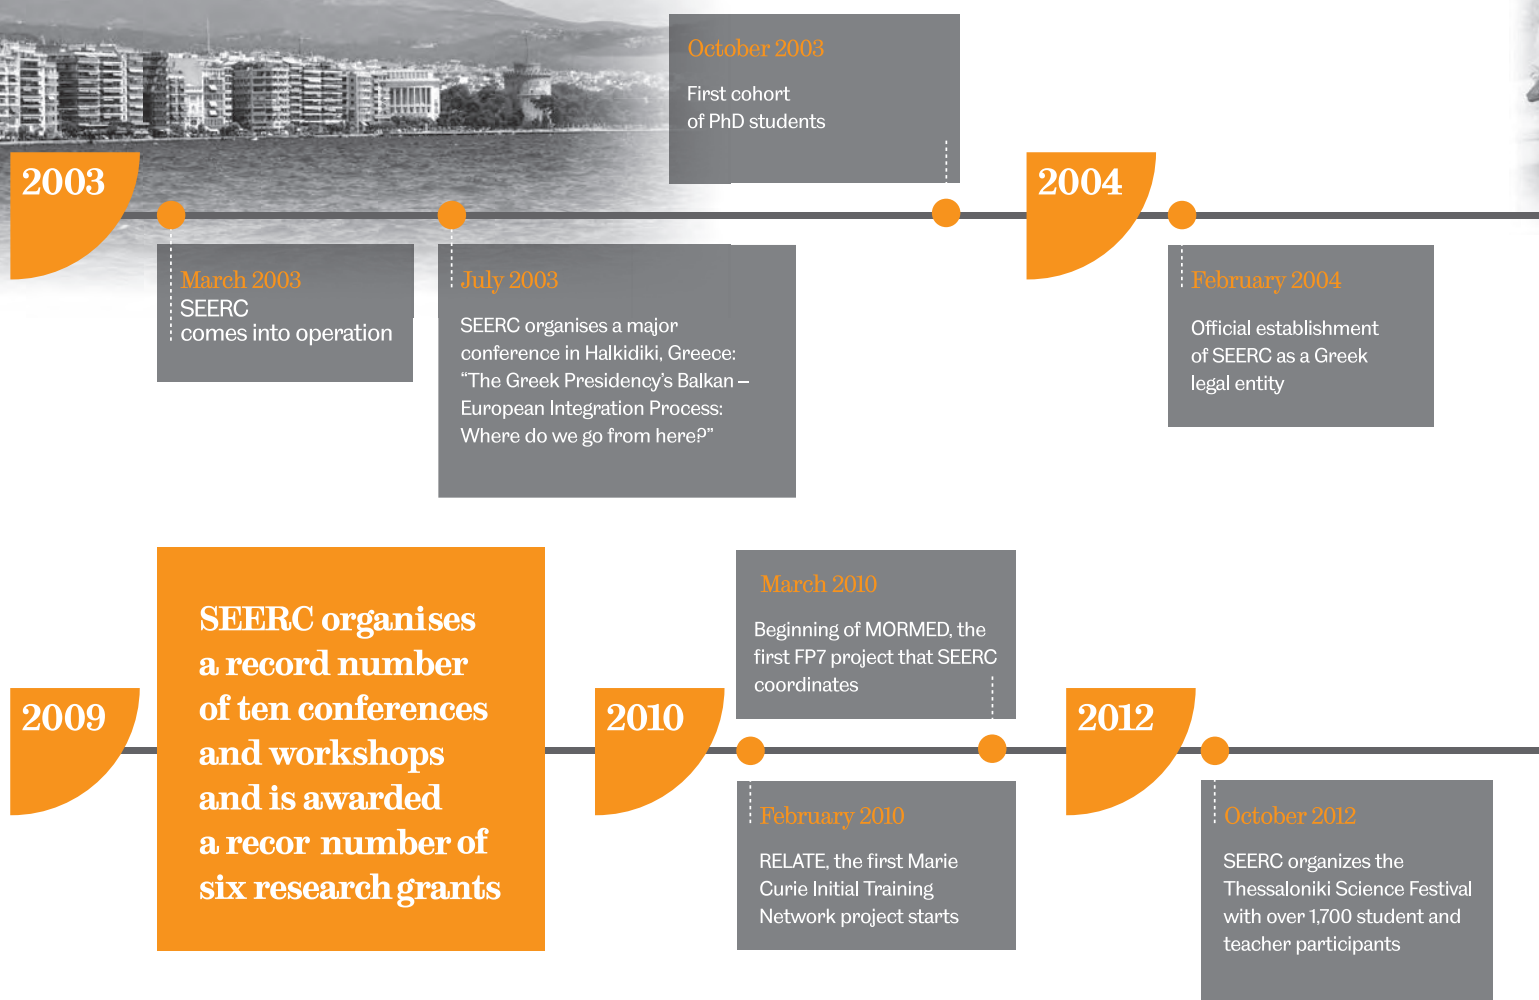 2003
March 2003
SEERC
comes into operation
July 2003
SEERC organises a major
conference in Halkidiki, Greece:
“The Greek Presidency’s Balkan –
European Integration Process:
Where do we go from here?”
October 2003
First cohort
of PhD students
2004
February 2004
Official establishment
of SEERC as a Greek
legal entity
2009
SEERC organises
a record number
of ten conferences
and workshops
and is awarded
a recor number of
six research grants
2010
February 2010
RELATE, the first Marie
Curie Initial Training
Network project starts
March 2010
Beginning of MORMED, the
first FP7 project that SEERC
coordinates
2012
October 2012
SEERC organizes the
Thessaloniki Science Festival
with over 1,700 student and
teacher participants